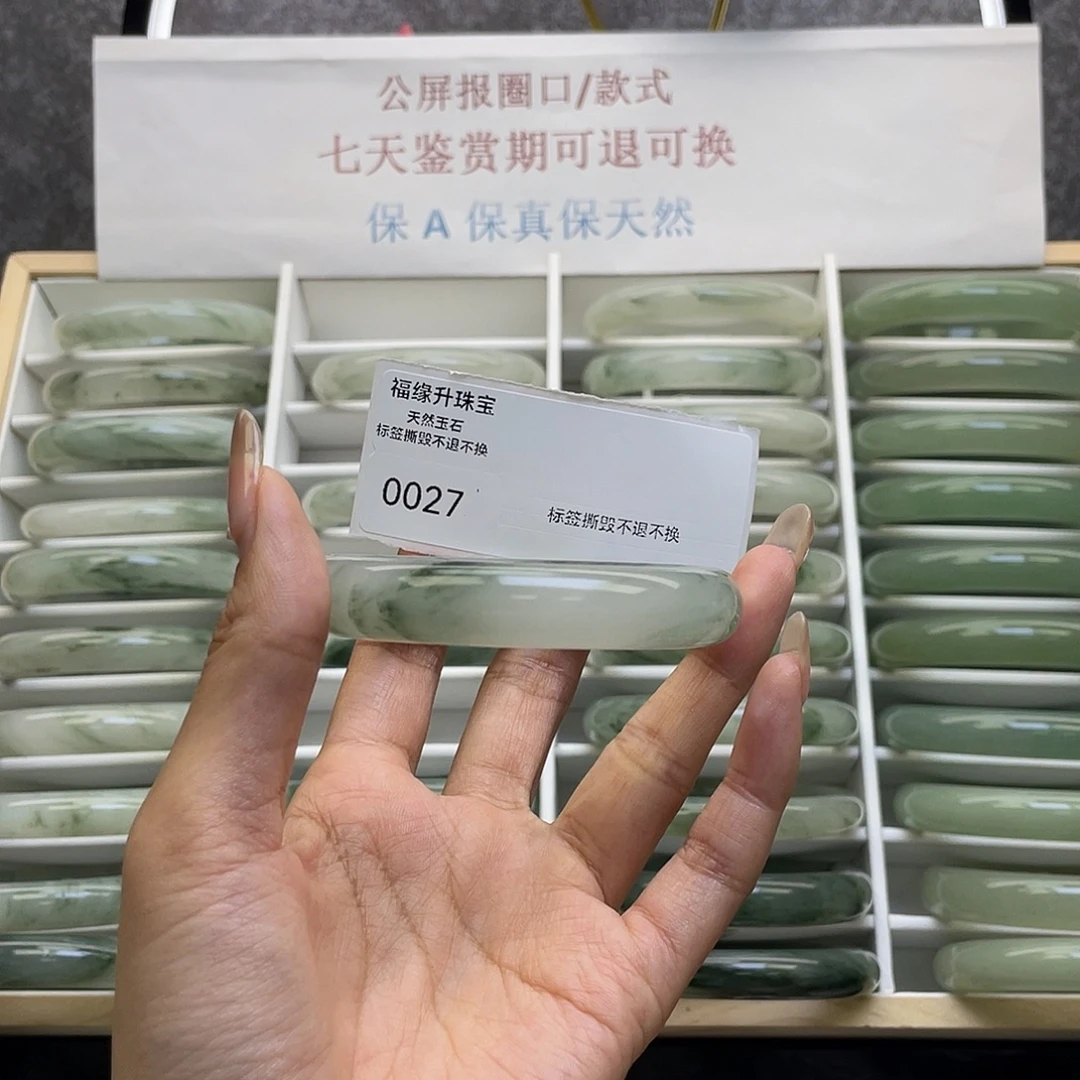 公屏报圈口/款式
七天鉴赏期可退可换
保 A 保真保天然
福缘升珠宝
天然玉石
标签撕毁不退不换
0027
标签撕毁不退不换